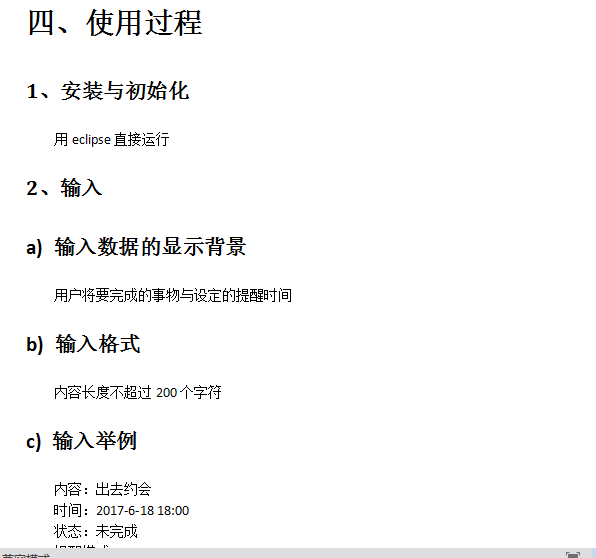 四、使用过程
1、安装与初始化
用 eclipse 直接运行
2、输入
a) 输入数据的显示背景
用户将要完成的事物与设定的提醒时间
b) 输入格式
内容长度不超过 200 个字符
c) 输入举例
内容：出去约会
时间：2017-6-18 18:00
状态：未完成